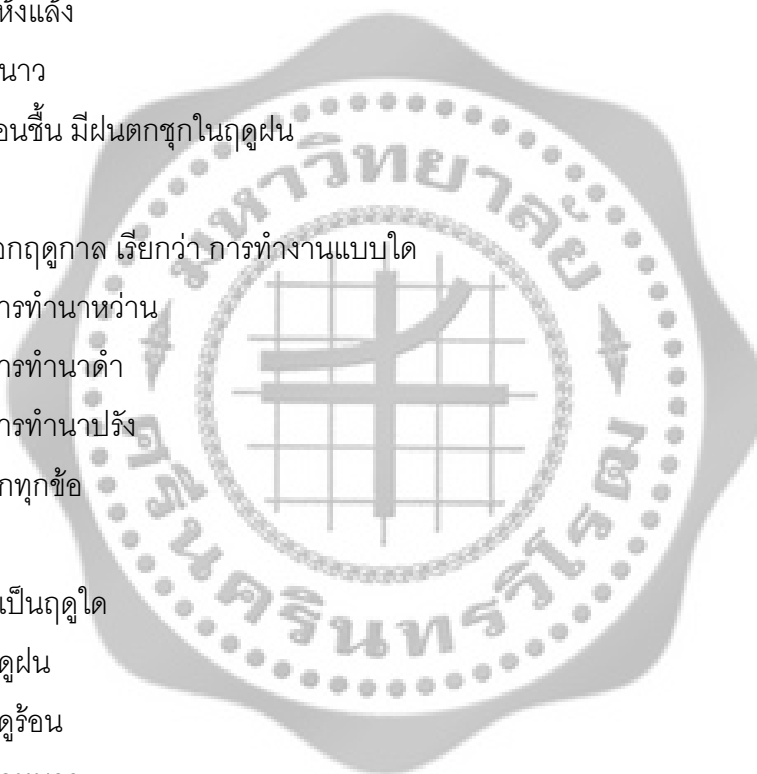 ห้งแล้ง
นาว
อนชื้น มีฝนตกชุกในฤดูฝน
อกฤดูกาล เรียกว่า การทำงานแบบใด
ารทำนาหว่าน
ารทำนาดำ
ารทำนาปรัง
ูกทุกข้อ
เป็นฤดูใด
ดูฝน
ดูร้อน
มหาวิทยาลัย
ศรีนครินทรวิโรฒ